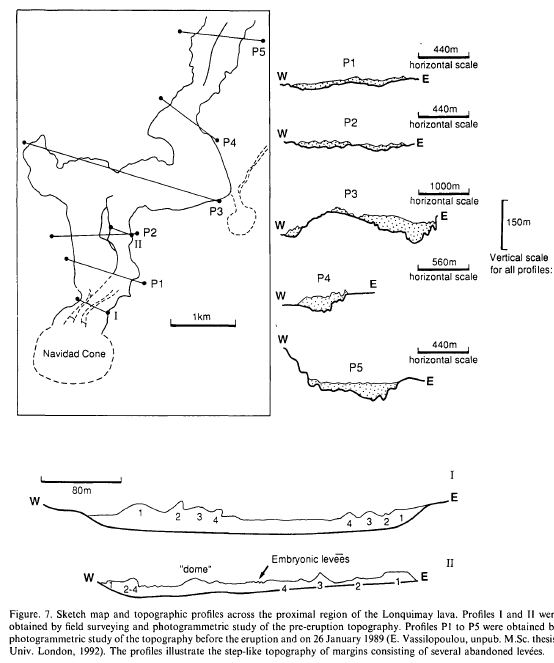 P5
P4
P3
P2
II
P1
I
1km
Navidad Cone
P1
440m
horizontal scale
W
E
P2
440m
horizontal scale
W
E
P3
1000m
horizontal scale
W
E
150m
Vertical scale
for all profiles:
P4
560m
horizontal scale
W
E
P5
440m
horizontal scale
W
E
80m
I
W
E
1
2
3
4
4
3
2
1
II
W
E
"dome"
Embryonic levees
1
2-4
4
3
2
1
Figure. 7. Sketch map and topographic profiles across the proximal region of the Lonquimay lava. Profiles I and II wer
obtained by field surveying and photogrammetric study of the pre-eruption topography. Profiles P1 to P5 were obtained b
photogrammetric study of the topography before the eruption and on 26 January 1989 (E. Vassilopoulou, unpub. M.Sc. thesis
Univ. London, 1992). The profiles illustrate the step-like topography of margins consisting of several abandoned levées.